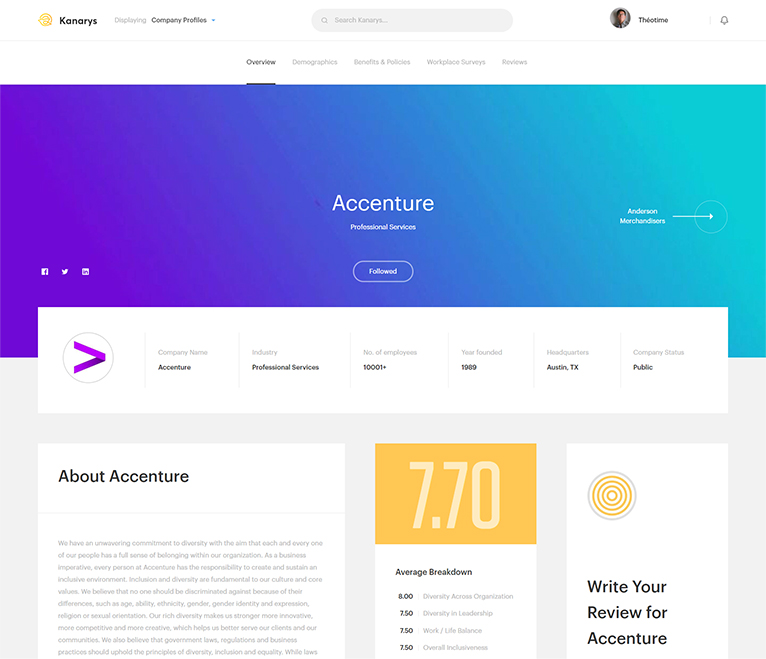 Kanarys
Displaying Company Profiles
Search Kanarys...
Théotime
Overview Demographics Benefits & Policies Workplace Surveys Reviews
Accenture
Professional Services
Anderson
Merchandisers
Followed
Company Name
Accenture
Industry
Professional Services
No. of employees
10001+
Year founded
1989
Headquarters
Austin, TX
Company Status
Public
About Accenture
We have an unwavering commitment to diversity with the aim that each and every one
of our people has a full sense of belonging within our organization. As a business
imperative, every person at Accenture has the responsibility to create and sustain an
inclusive environment. Inclusion and diversity are fundamental to our culture and core
values. We believe that no one should be discriminated against because of their
differences, such as age, ability, ethnicity, gender, gender identity and expression,
religion or sexual orientation. Our rich diversity makes us stronger more innovative,
more competitive and more creative, which helps us better serve our clients and our
communities. We also believe that government laws, regulations and business
practices should uphold the principles of diversity, inclusion and equality. While laws
7.70
Average Breakdown
8.00 Diversity Across Organization
7.50 Diversity in Leadership
7.50 Work / Life Balance
7.50 Overall Inclusiveness
Write Your
Review for
Accenture